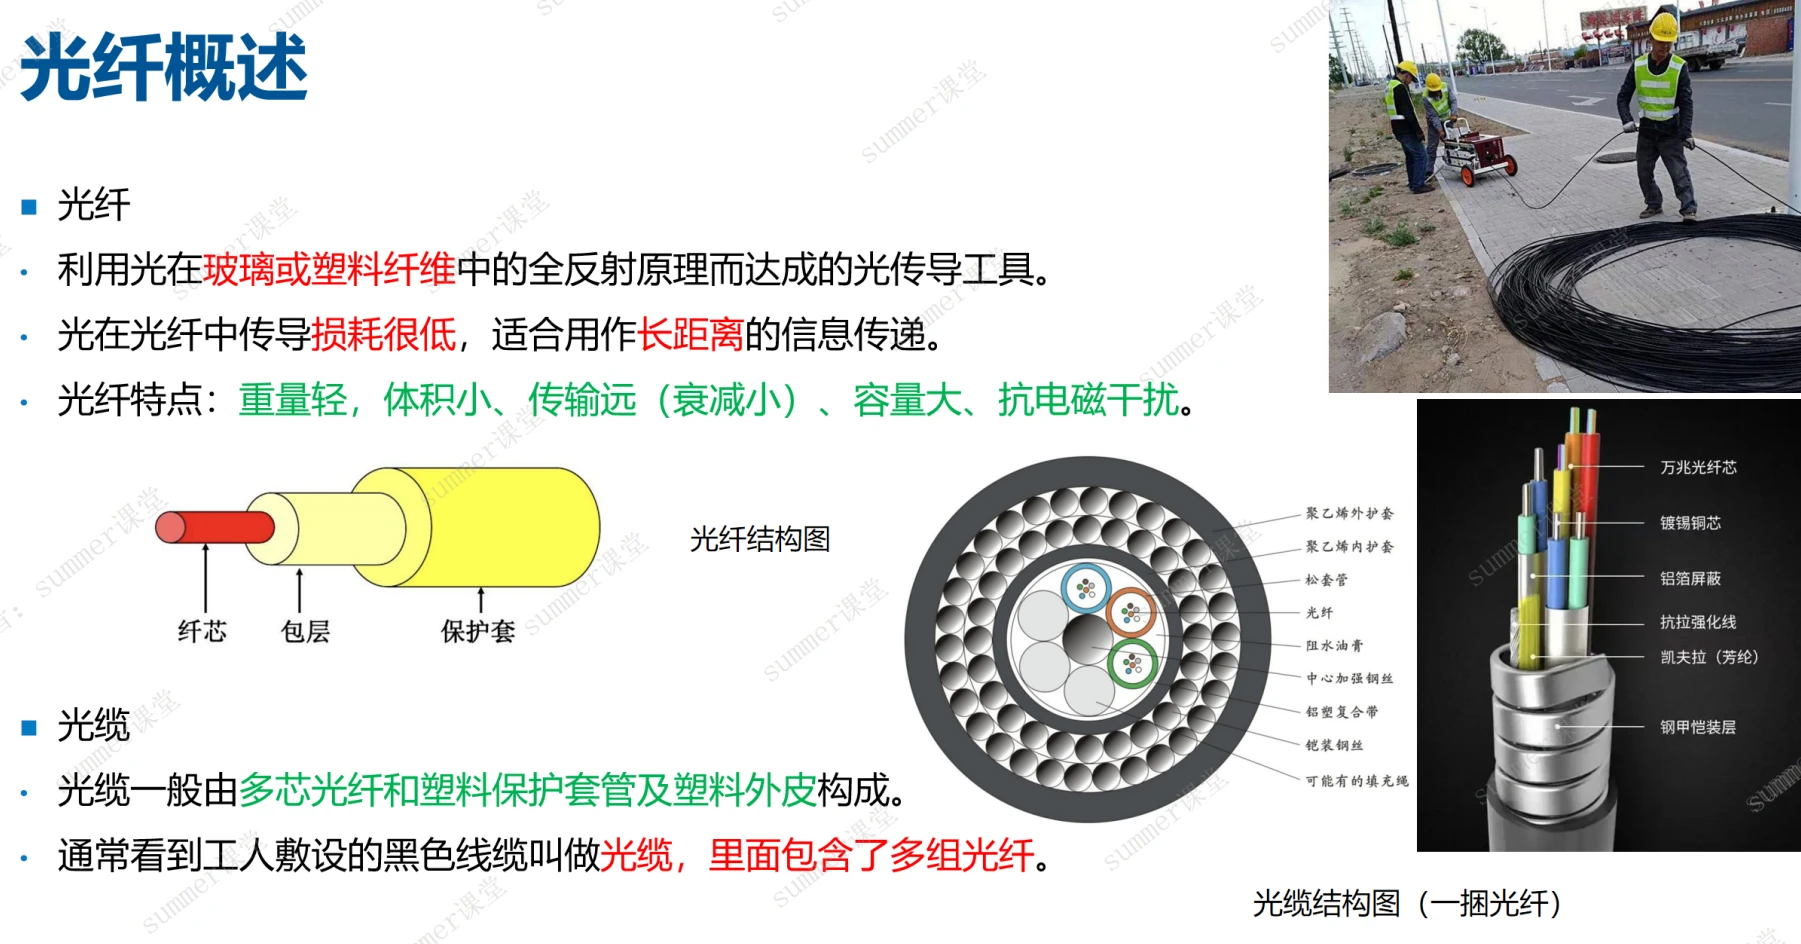 光纤概述
光纤
利用光在玻璃或塑料纤维中的全反射原理而达成的光传导工具。
光在光纤中传导损耗很低，适合用作长距离的信息传递。
光纤特点：重量轻，体积小、传输远（衰减小）、容量大、抗电磁干扰。
纤芯
包层
保护套
光纤结构图
聚乙烯外护套
聚乙烯内护套
松套管
光纤
阻水油膏
中心加强钢丝
铝塑复合带
铠装钢丝
可能有的填充绳
万兆光纤芯
镀锡铜芯
铝箔屏蔽
抗拉强化线
凯夫拉（芳纶）
钢甲恺装层
光缆
光缆一般由多芯光纤和塑料保护套管及塑料外皮构成。
通常看到工人敷设的黑色线缆叫做光缆，里面包含了多组光纤。
光缆结构图（一捆光纤）
summer课堂